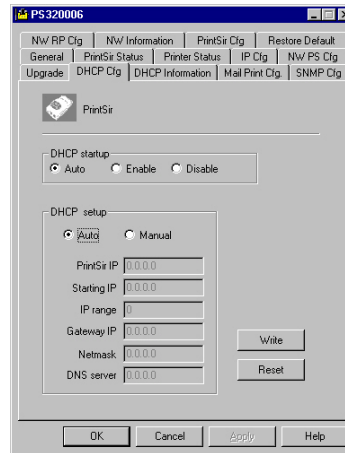 PS320006
NW RP Cfg NW Information PrintSir Cfg Restore Default
General PrintSir Status Printer Status IP Cfg NW PS Cfg
Upgrade DHCP Cfg DHCP Information Mail Print Cfg. SNMP Cfg
PrintSir
DHCP startup
Auto Enable Disable
DHCP setup
Auto Manual
PrintSir IP 0.0.0.0
Starting IP 0.0.0.0
IP range 0
Gateway IP 0.0.0.0
Write
Netmask 0.0.0.0
Reset
DNS server 0.0.0.0
OK Cancel Apply Help